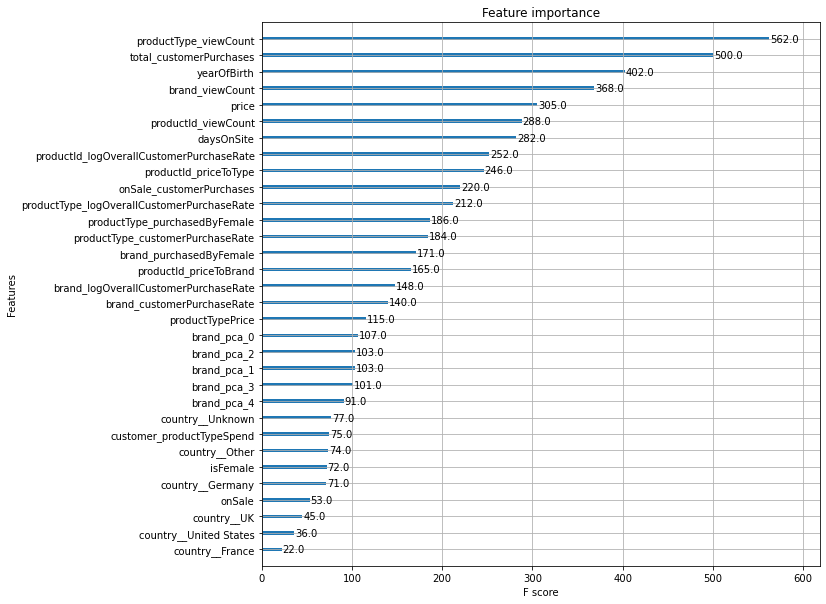 Feature importance
productType_viewCount 562.0
total_customerPurchases 500.0
yearOfBirth 402.0
brand_viewCount 368.0
price 305.0
productId_viewCount 288.0
daysOnSite 282.0
productId_logOverallCustomerPurchaseRate 252.0
productId_priceToType 246.0
onSale_customerPurchases 220.0
productType_logOverallCustomerPurchaseRate 212.0
productType_purchasedByFemale 186.0
productType_customerPurchaseRate 184.0
brand_purchasedByFemale 171.0
productId_priceToBrand 165.0
brand_logOverallCustomerPurchaseRate 148.0
brand_customerPurchaseRate 140.0
productTypePrice 115.0
brand_pca_0 107.0
brand_pca_2 103.0
brand_pca_1 103.0
brand_pca_3 101.0
brand_pca_4 91.0
country__Unknown 77.0
customer_productTypeSpend 75.0
country__Other 74.0
isFemale 72.0
country__Germany 71.0
onSale 53.0
country__UK 45.0
country__United States 36.0
country__France 22.0
Features
0 100 200 300 400 500 600
F score